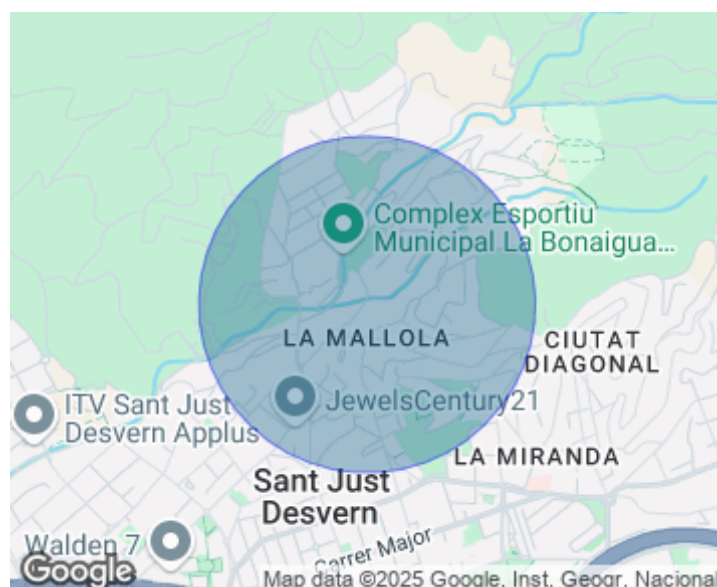 Complex Esportiu
Municipal La Bonaigua...
LA MALLOLA
CIUTAT
DIAGONAL
ITV Sant Just
Desvern Applus
JewelsCentury21
LA MIRANDA
Sant Just
Desvern
Walden 7
Carrer Major
Google
Map data ©2025 Google, Inst. Geogr. Nacional